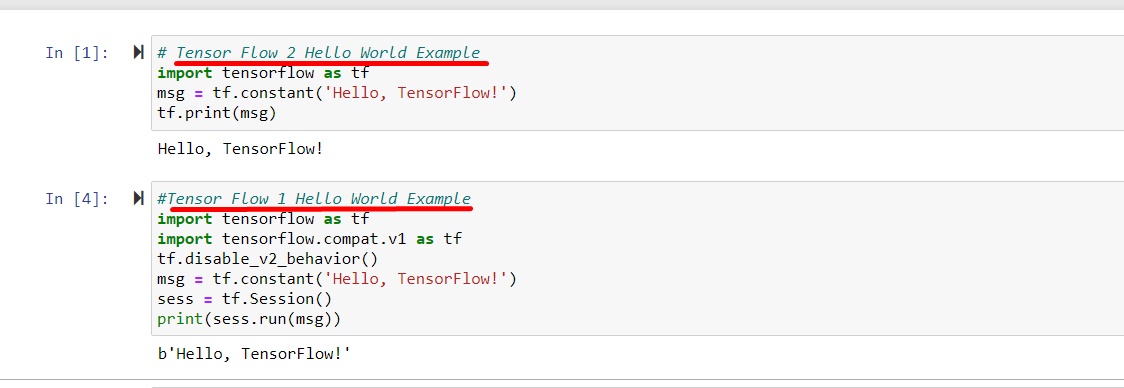 In [1]:
# Tensor Flow 2 Hello World Example
import tensorflow as tf
msg = tf.constant('Hello, TensorFlow!')
tf.print(msg)
Hello, TensorFlow!
In [4]:
#Tensor Flow 1 Hello World Example
import tensorflow as tf
import tensorflow.compat.v1 as tf
tf.disable_v2_behavior()
msg = tf.constant('Hello, TensorFlow!')
sess = tf.Session()
print(sess.run(msg))
b'Hello, TensorFlow!'